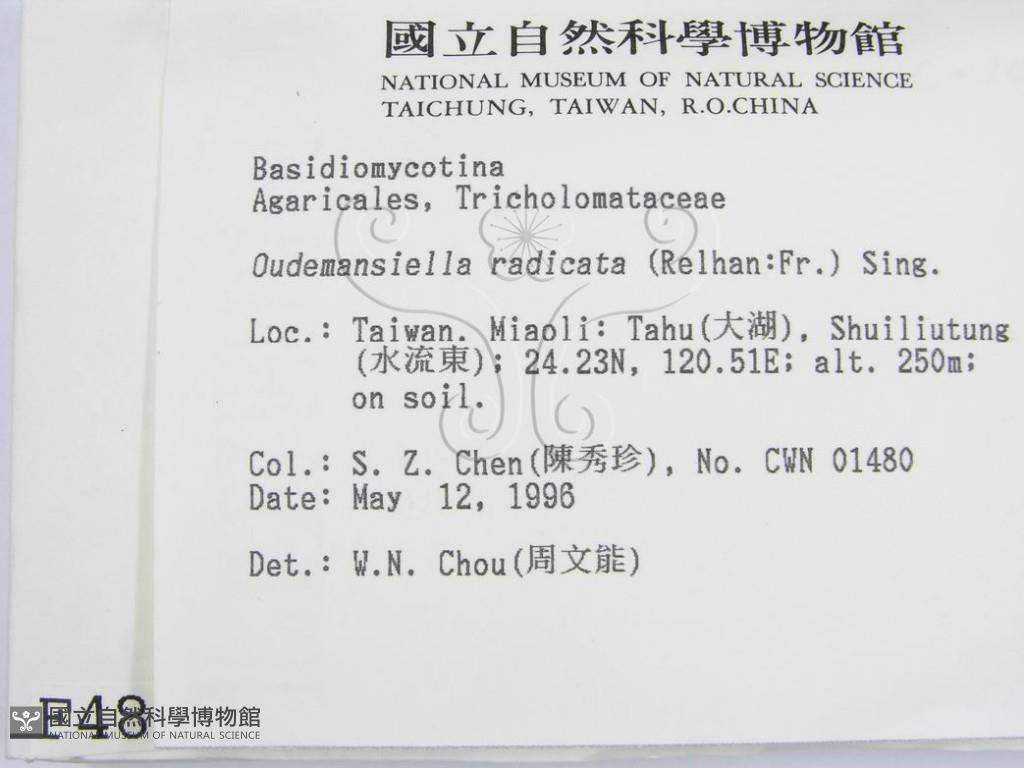 國立自然科學博物館
NATIONAL MUSEUM OF NATURAL SCIENCE
TAICHUNG, TAIWAN, R.O.CHINA
Basidiomycotina
Agaricales, Tricholomataceae
Oudemansiella radicata (Relhan:Fr.) Sing.
Loc.: Taiwan. Miaoli: Tahu(大湖), Shuiliutung
(水流東); 24.23N, 120.51E; alt. 250m;
on soil.
Col.: S. Z. Chen(陳秀珍), No. CWN 01480
Date: May 12, 1996
Det.: W.N. Chou(周文能)
F48
國立自然科學博物館
NATIONAL MUSEUM OF NATURAL SCIENCE